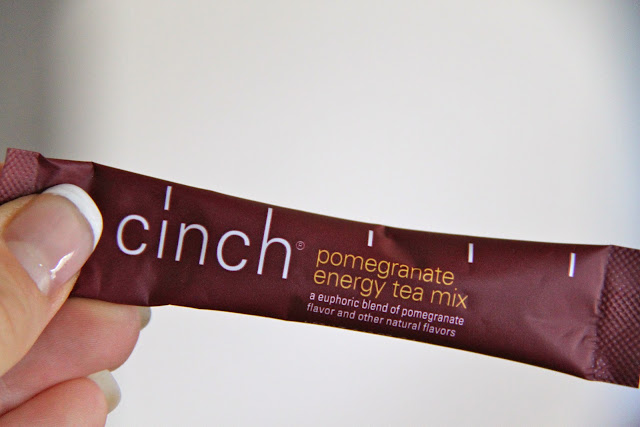 cinch®
pomegranate
energy tea mix
a euphoric blend of pomegranate
flavor and other natural flavors